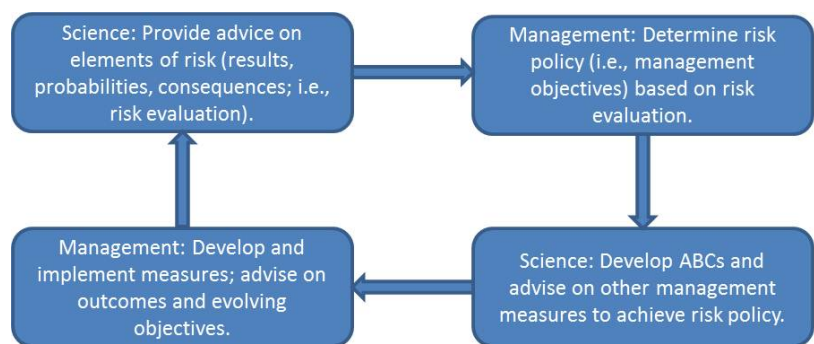 Science: Provide advice on
elements of risk (results,
probabilities, consequences; i.e.,
risk evaluation).
Management: Determine risk
policy (i.e., management
objectives) based on risk
evaluation.
Management: Develop and
implement measures; advise on
outcomes and evolving
objectives.
Science: Develop ABCs and
advise on other management
measures to achieve risk policy.